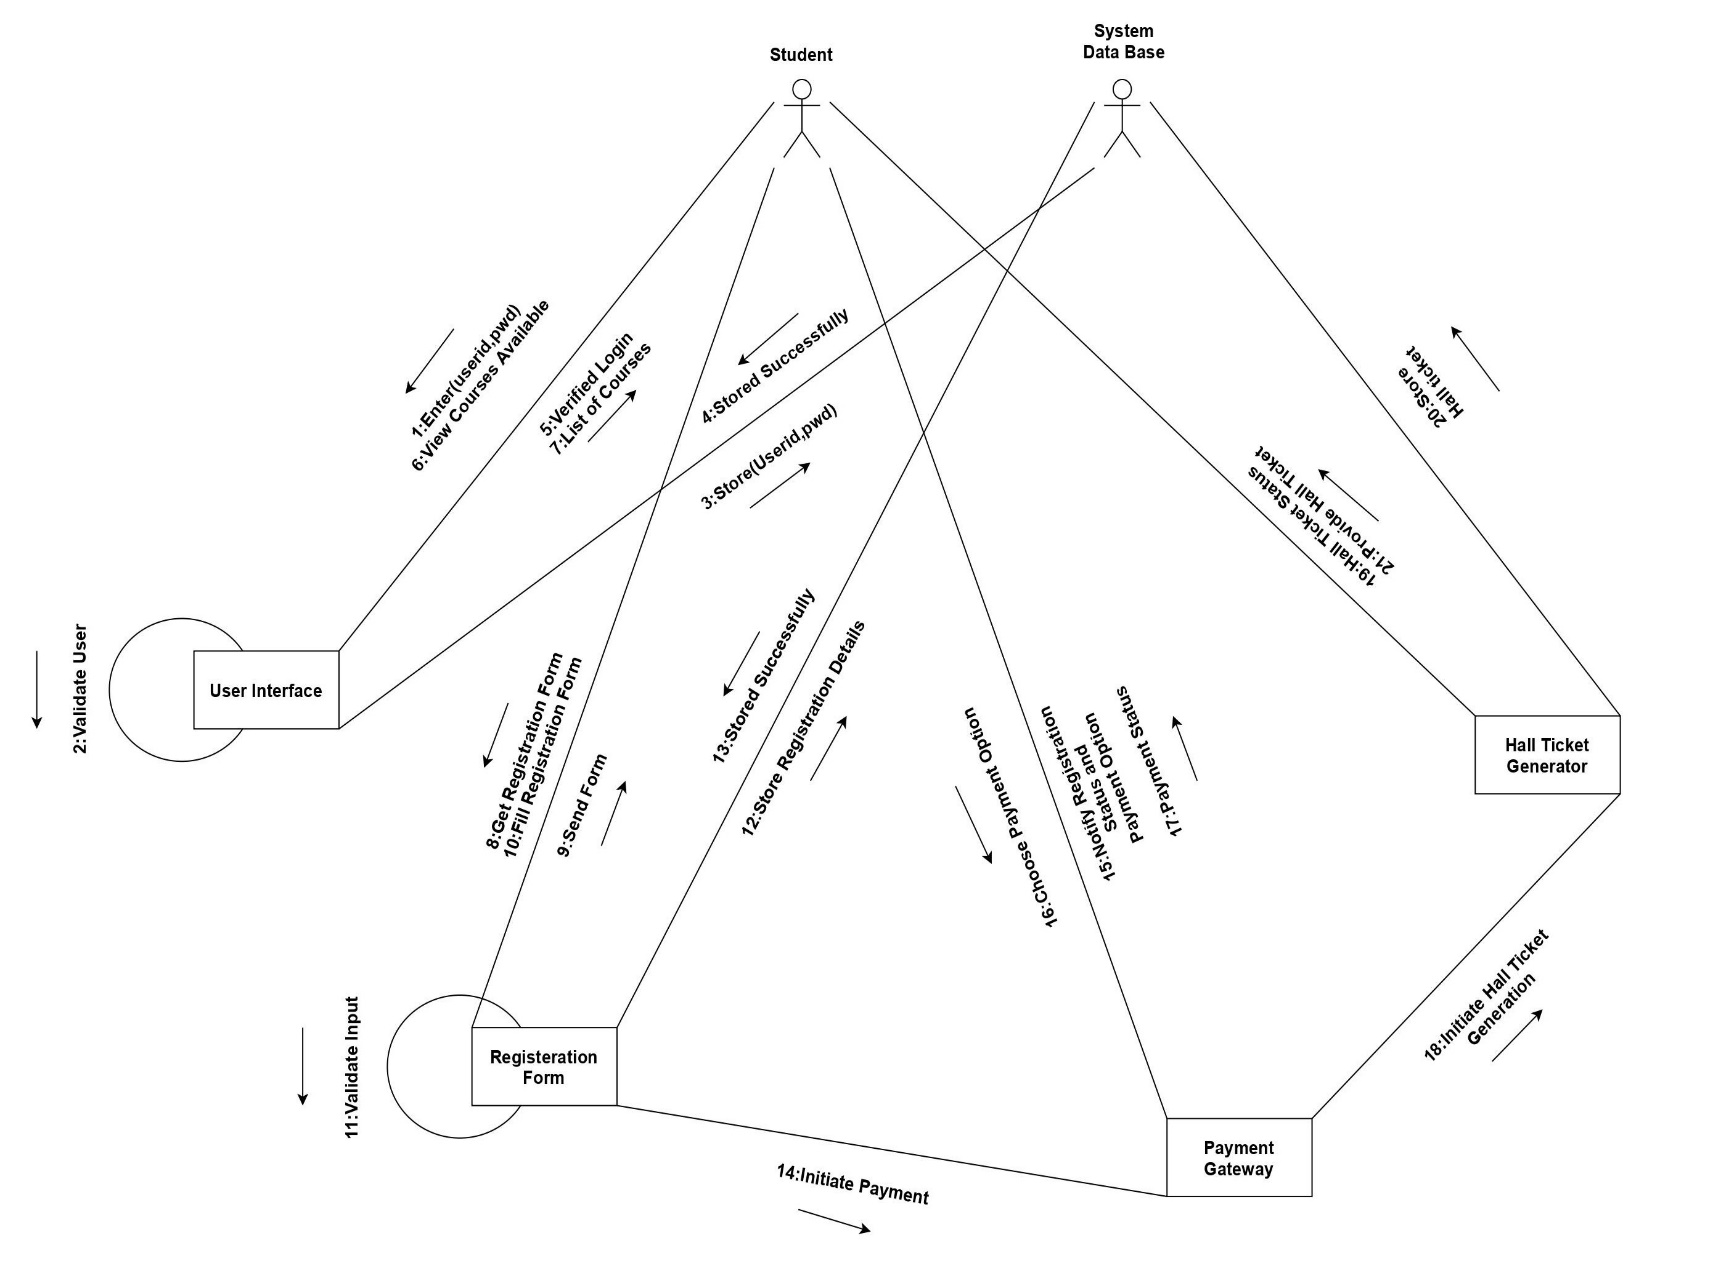 Student
System
Data Base
1:Enter(userid,pwd)
6:View Courses Available
5:Verified Login
7:List of Courses
4:Stored Successfully
3:Store(Userid,pwd)
20:Store
Hall ticket
19:Hall Ticket Status
21:Provide Hall Ticket
2:Validate User
User Interface
8:Get Registration Form
10:Fill Registration Form
9:Send Form
13:Stored Successfully
12:Store Registration Details
16:Choose Payment Option
15:Notify Registration
Status and
Payment Option
17:Payment Status
Hall Ticket
Generator
18:Initiate Hall Ticket
Generation
11:Validate Input
Registeration
Form
14:Initiate Payment
Payment
Gateway